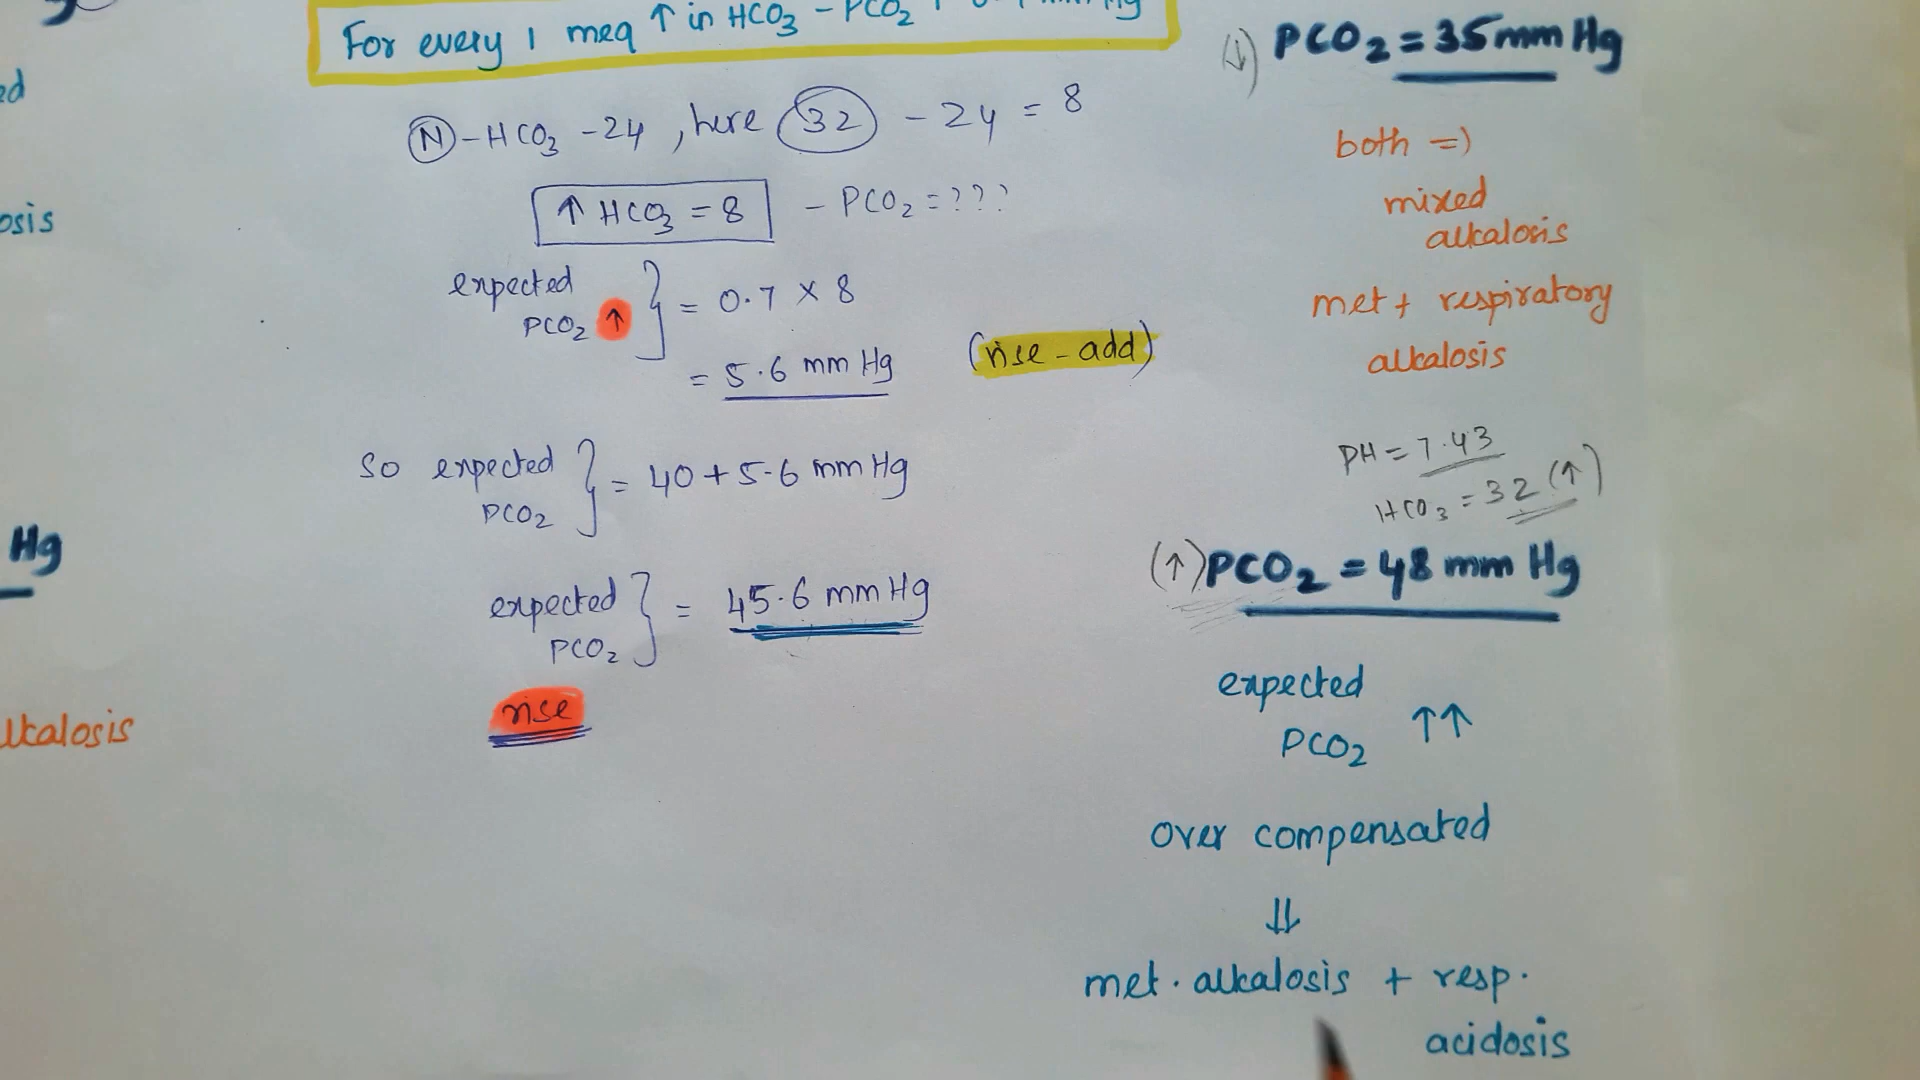 For every 1 meq ↑ in HCO3 - PCO2
(N) - HCO3 - 24, here (32) - 24 = 8
↑ HCO3 = 8 - PCO2 = ???
expected PCO2 ↑ } = 0.7 × 8
= 5.6 mm Hg (rise - add)
So expected PCO2 } = 40 + 5.6 mm Hg
expected PCO2 } = 45.6 mm Hg
rise
(↓) PCO2 = 35 mm Hg
both =)
mixed
alkalosis
met + respiratory
alkalosis
PH = 7.43
HCO3 = 32 (↑)
(↑) PCO2 = 48 mm Hg
expected
PCO2 ↑↑
over compensated
⇓
met. alkalosis + resp.
acidosis
osis
Hg
alkalosis